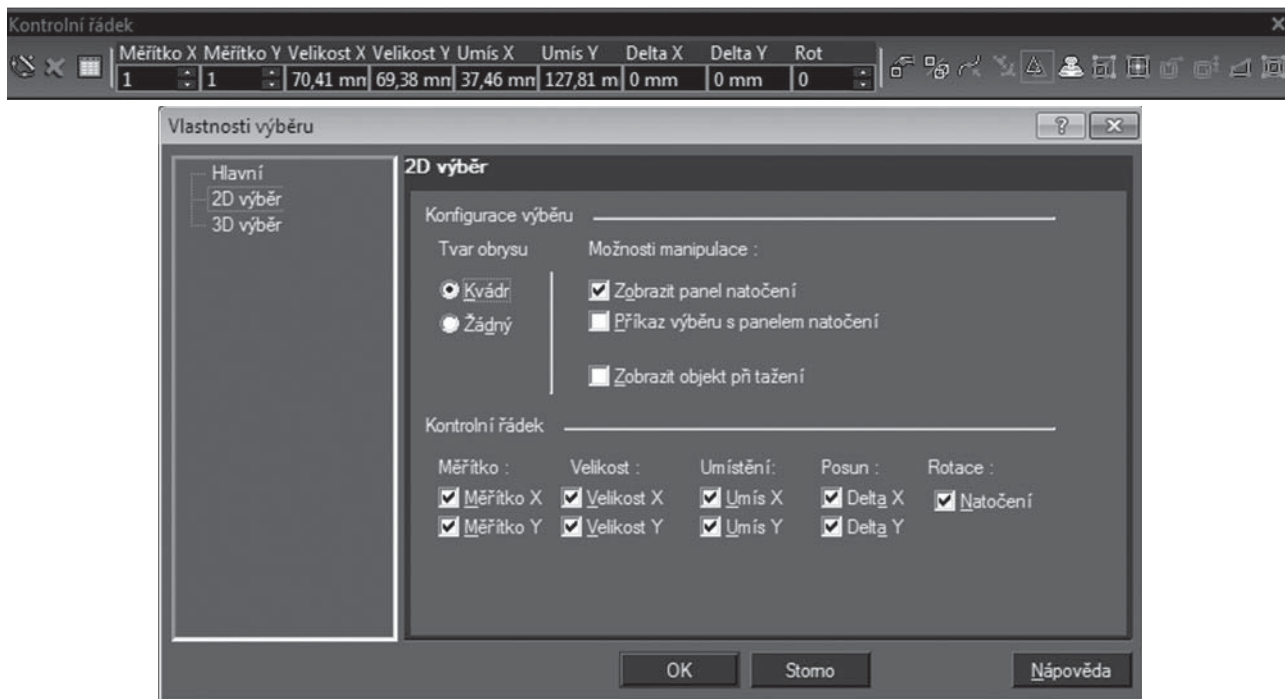 Kontrolní řádek
Měřítko X Měřítko Y Velikost X Velikost Y Umís X Umís Y Delta X Delta Y Rot
1 1 70,41 mm 69,38 mm 37,46 mm 127,81 m 0 mm 0 mm 0
Vlastnosti výběru
Hlavní
2D výběr
3D výběr
2D výběr
Konfigurace výběru
Tvar obrysu Možnosti manipulace :
Kvádr Zobrazit panel natočení
Žádný Příkaz výběru s panelem natočení
Zobrazit objekt při tažení
Kontrolní řádek
Měřítko : Velikost : Umístění: Posun : Rotace :
Měřítko X Velikost X Umís X Delta X Natočení
Měřítko Y Velikost Y Umís Y Delta Y
OK Storno Nápověda